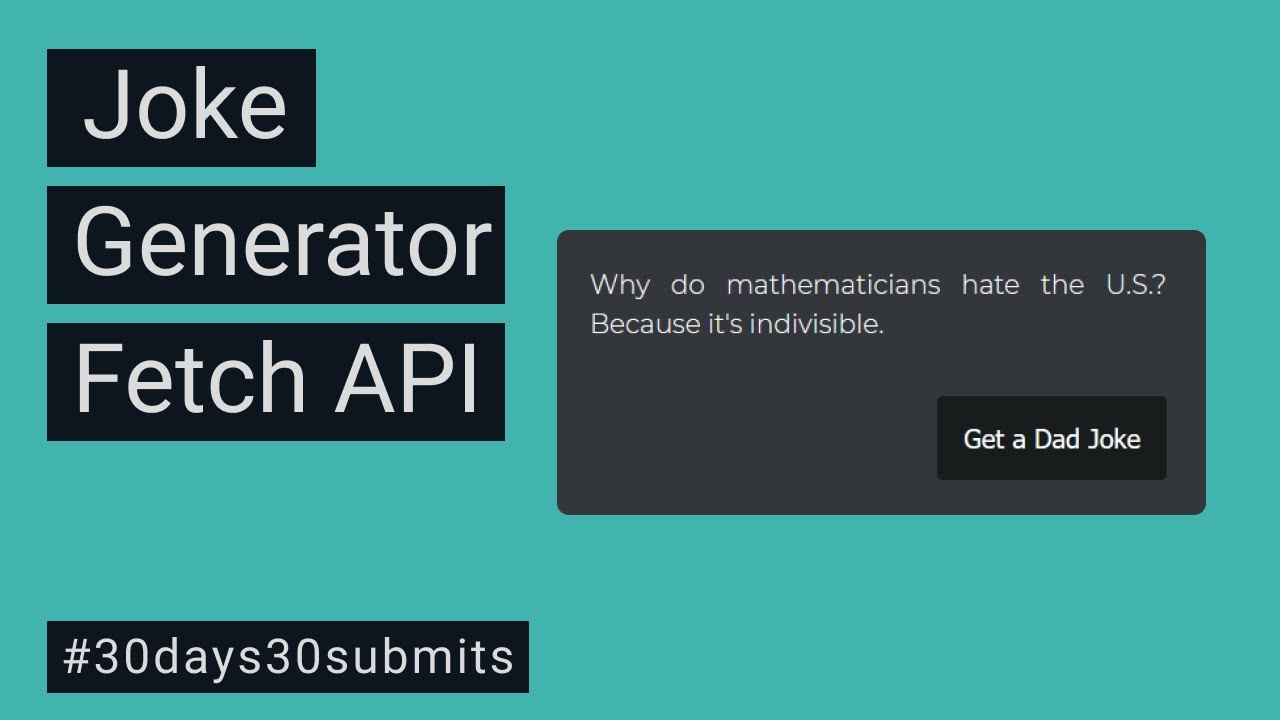 Joke
Generator
Fetch API
Why do mathematicians hate the U.S.?
Because it's indivisible.
Get a Dad Joke
#30days30submits